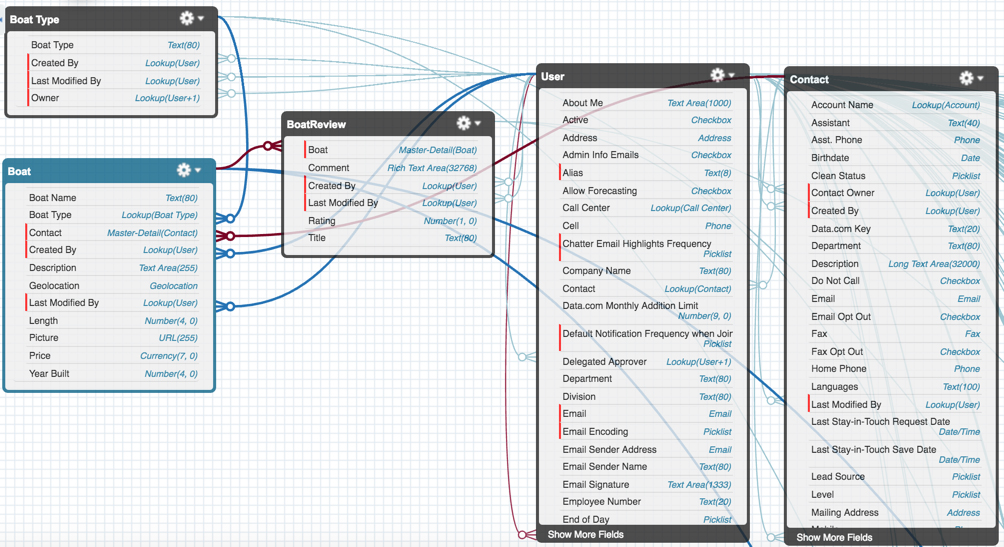 Boat Type
Boat Type Text(80)
Created By Lookup(User)
Last Modified By Lookup(User)
Owner Lookup(User+1)
Boat
Boat Name Text(80)
Boat Type Lookup(Boat Type)
Contact Master-Detail(Contact)
Created By Lookup(User)
Description Text Area(255)
Geolocation Geolocation
Last Modified By Lookup(User)
Length Number(4, 0)
Picture URL(255)
Price Currency(7, 0)
Year Built Number(4, 0)
BoatReview
Boat Master-Detail(Boat)
Comment Rich Text Area(32768)
Created By Lookup(User)
Last Modified By Lookup(User)
Rating Number(1, 0)
Title Text(80)
User
About Me Text Area(1000)
Active Checkbox
Address Address
Admin Info Emails Checkbox
Alias Text(8)
Allow Forecasting Checkbox
Call Center Lookup(Call Center)
Cell Phone
Chatter Email Highlights Frequency
Picklist
Company Name Text(80)
Contact Lookup(Contact)
Data.com Monthly Addition Limit
Number(9, 0)
Default Notification Frequency when Join
Picklist
Delegated Approver Lookup(User+1)
Department Text(80)
Division Text(80)
Email Email
Email Encoding Picklist
Email Sender Address Email
Email Sender Name Text(80)
Email Signature Text Area(1333)
Employee Number Text(20)
End of Day Picklist
Show More Fields
Contact
Account Name Lookup(Account)
Assistant Text(40)
Asst. Phone Phone
Birthdate Date
Clean Status Picklist
Contact Owner Lookup(User)
Created By Lookup(User)
Data.com Key Text(20)
Department Text(80)
Description Long Text Area(32000)
Do Not Call Checkbox
Email Email
Email Opt Out Checkbox
Fax Fax
Fax Opt Out Checkbox
Home Phone Phone
Languages Text(100)
Last Modified By Lookup(User)
Last Stay-in-Touch Request Date
Date/Time
Last Stay-in-Touch Save Date
Date/Time
Lead Source Picklist
Level Picklist
Mailing Address Address
Show More Fields